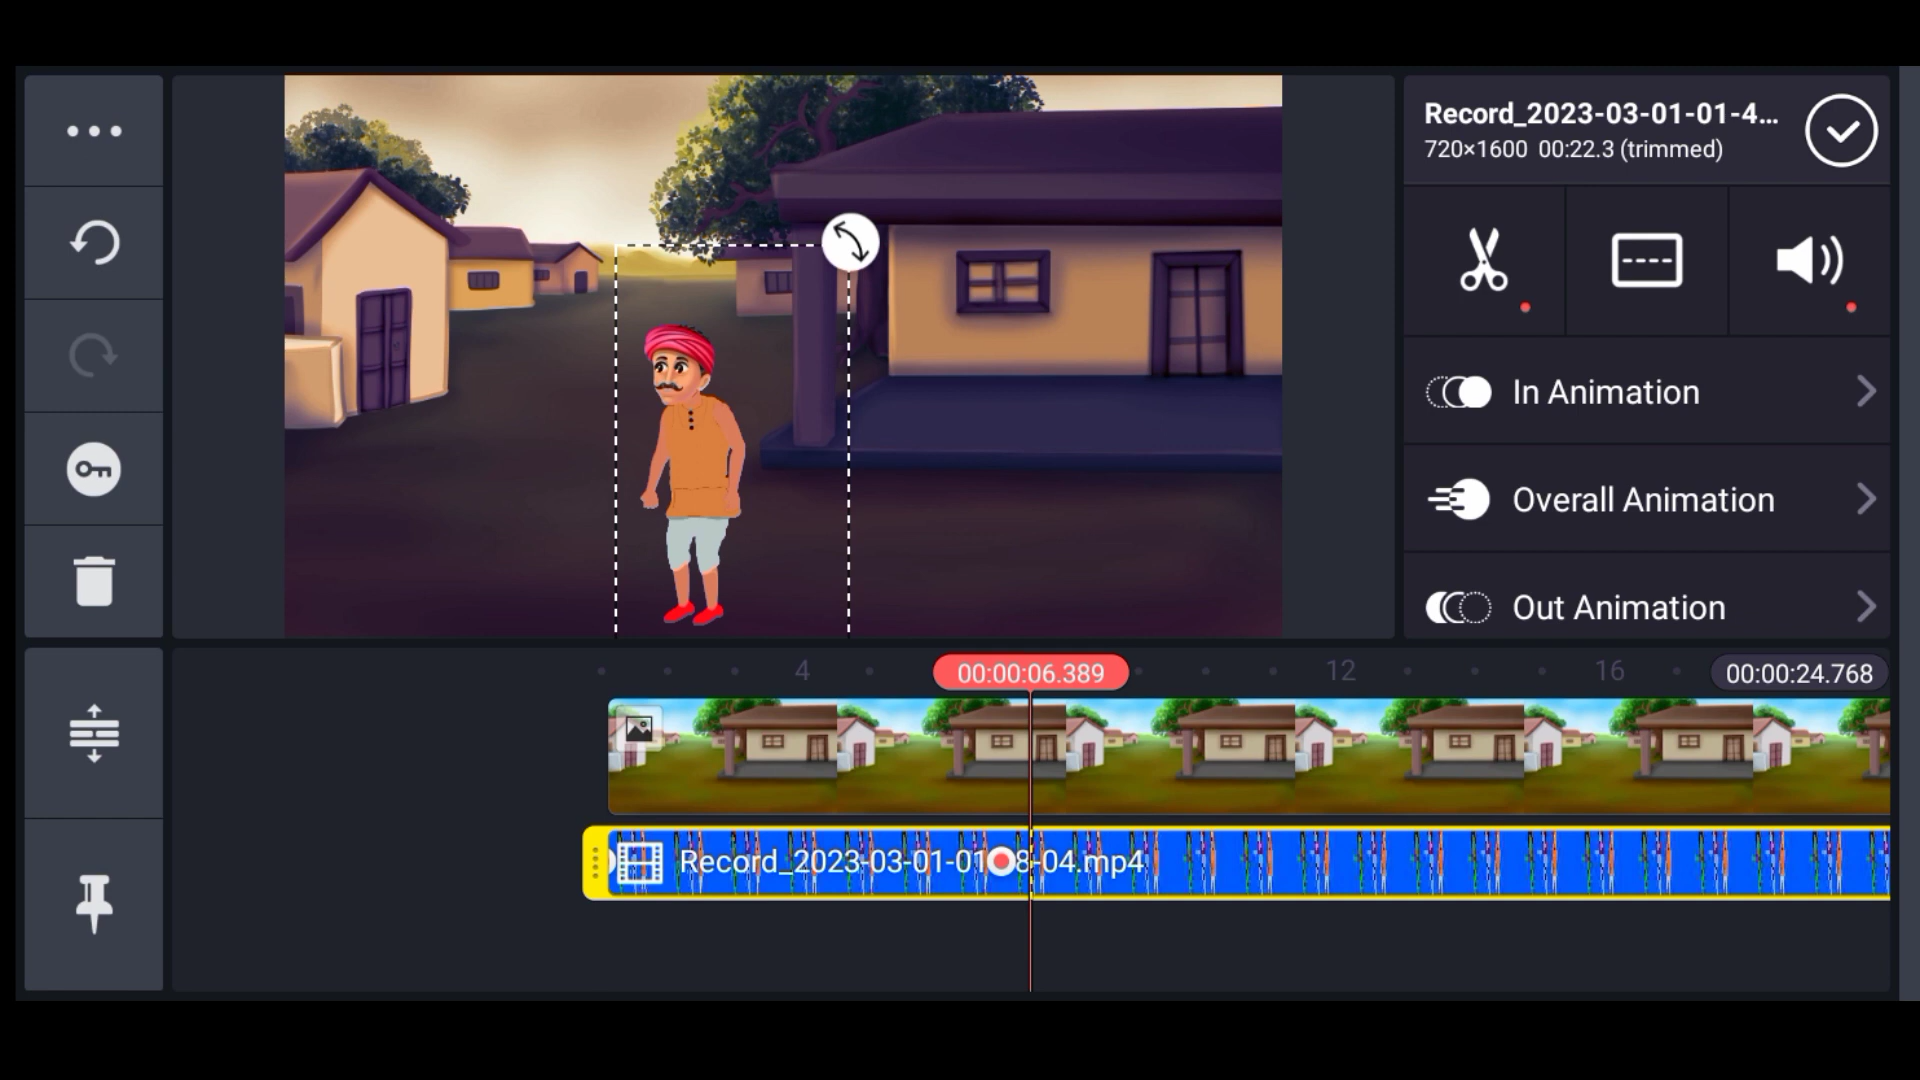 Record_2023-03-01-01-4...
720×1600 00:22.3 (trimmed)
In Animation
Overall Animation
Out Animation
4
00:00:06.389
12
16
00:00:24.768
Record_2023-03-01-01 8-04.mp4